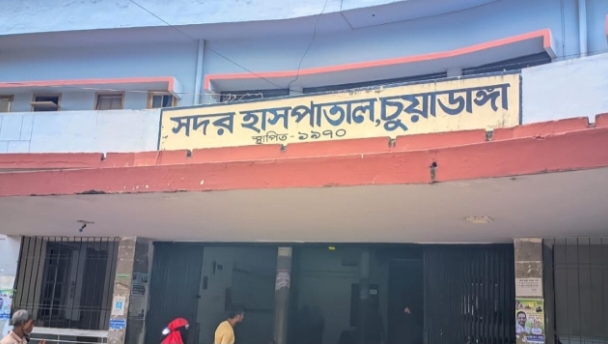 সদর হাসপাতাল,চুয়াডাঙ্গা
স্থাপিত - ১৯৭০